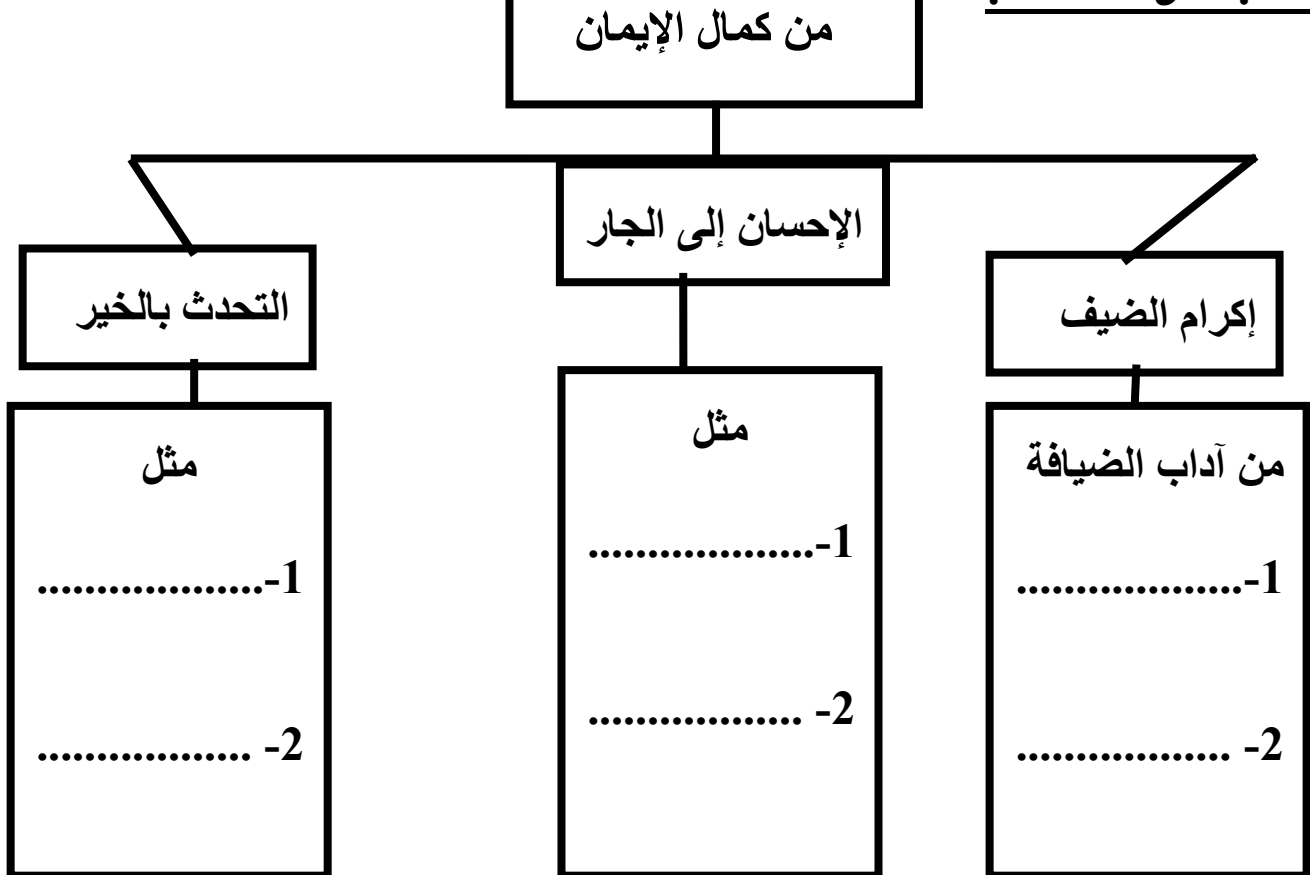 من كمال الإيمان
الإحسان إلى الجار
إكرام الضيف
التحدث بالخير
من آداب الضيافة
1-...................
2- ..................
مثل
1-...................
2- ..................
مثل
1-...................
2- ..................